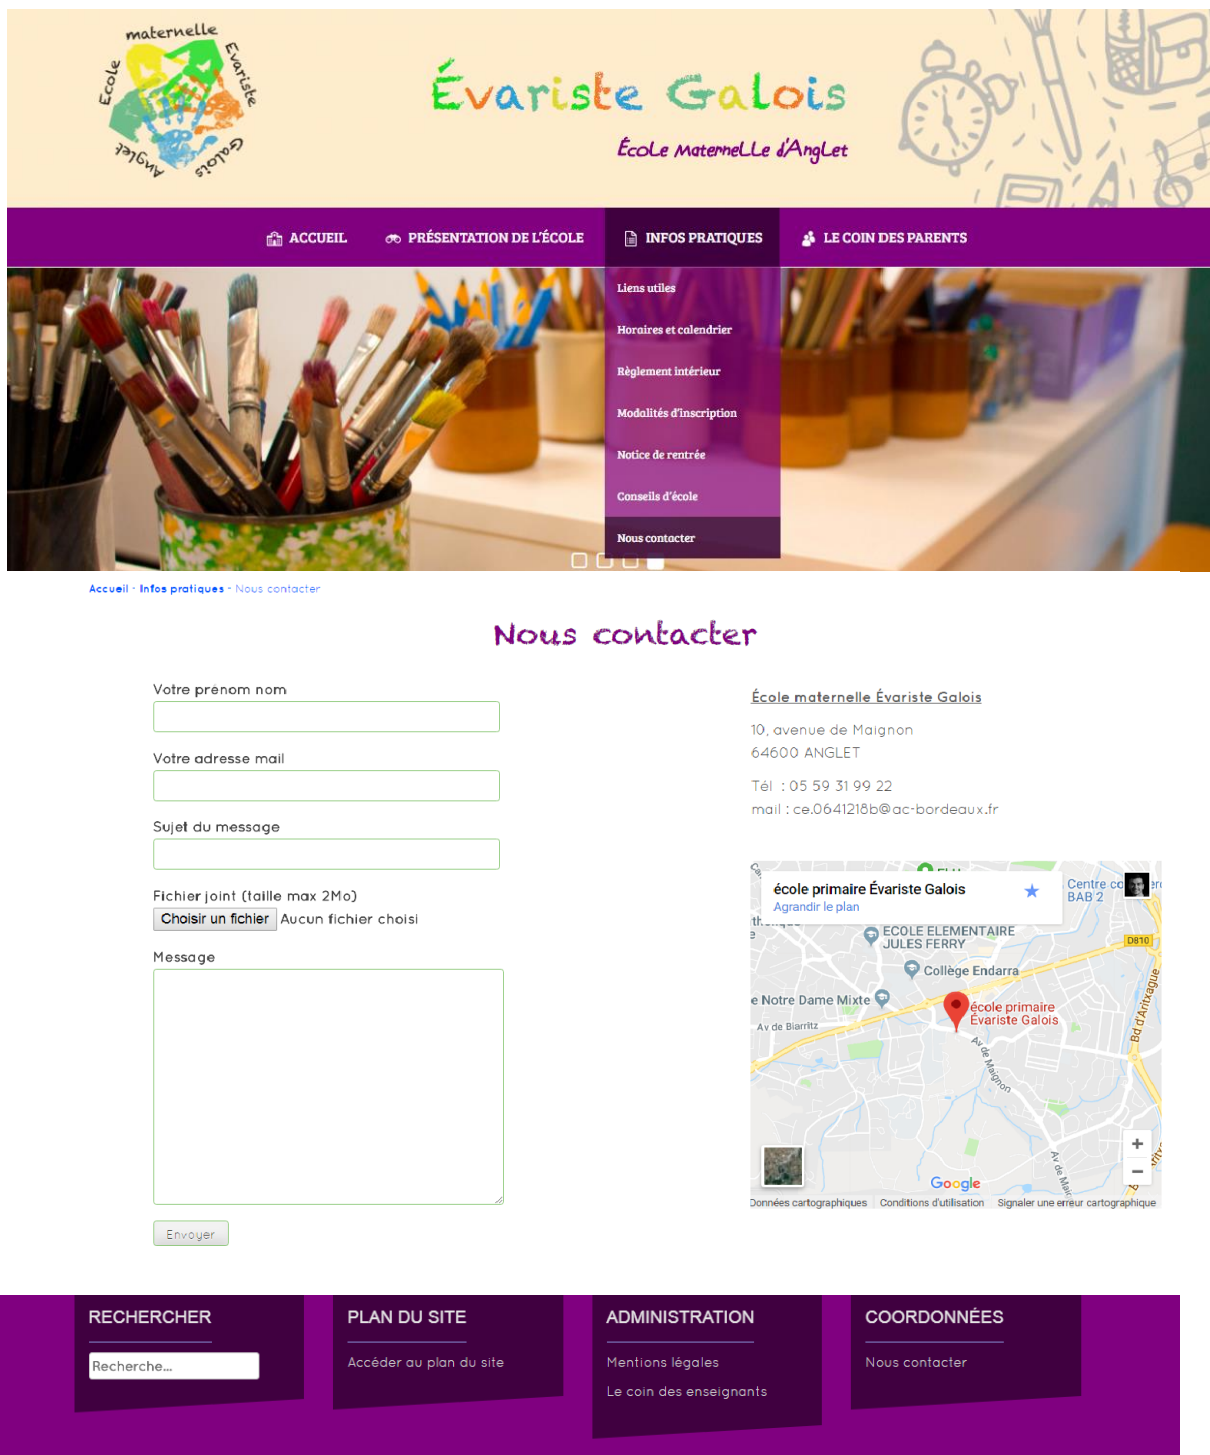 Ecole maternelle Evariste Galois Anglet
Évariste Galois
École maternelle d'Anglet
ACCUEIL
PRÉSENTATION DE L'ÉCOLE
INFOS PRATIQUES
LE COIN DES PARENTS
Liens utiles
Horaires et calendrier
Règlement intérieur
Modalités d'inscription
Notice de rentrée
Conseils d'école
Nous contacter
Accueil - Infos pratiques - Nous contacter
Nous contacter
Votre prénom nom
Votre adresse mail
Sujet du message
Fichier joint (taille max 2Mo)
Choisir un fichier Aucun fichier choisi
Message
Envoyer
École maternelle Évariste Galois
10, avenue de Maignon
64600 ANGLET
Tél : 05 59 31 99 22
mail : ce.0641218b@ac-bordeaux.fr
école primaire Évariste Galois
Agrandir le plan
Centre co
BAB 2
D810
ECOLE ELEMENTAIRE
JULES FERRY
Collège Endarra
e Notre Dame Mixte
école primaire
Évariste Galois
Av de Biarritz
Bd d'Aritxague
Av de Maignon
Av de Maig
Google
Données cartographiques
Conditions d'utilisation
Signaler une erreur cartographique
RECHERCHER
Recherche...
PLAN DU SITE
Accéder au plan du site
ADMINISTRATION
Mentions légales
Le coin des enseignants
COORDONNÉES
Nous contacter